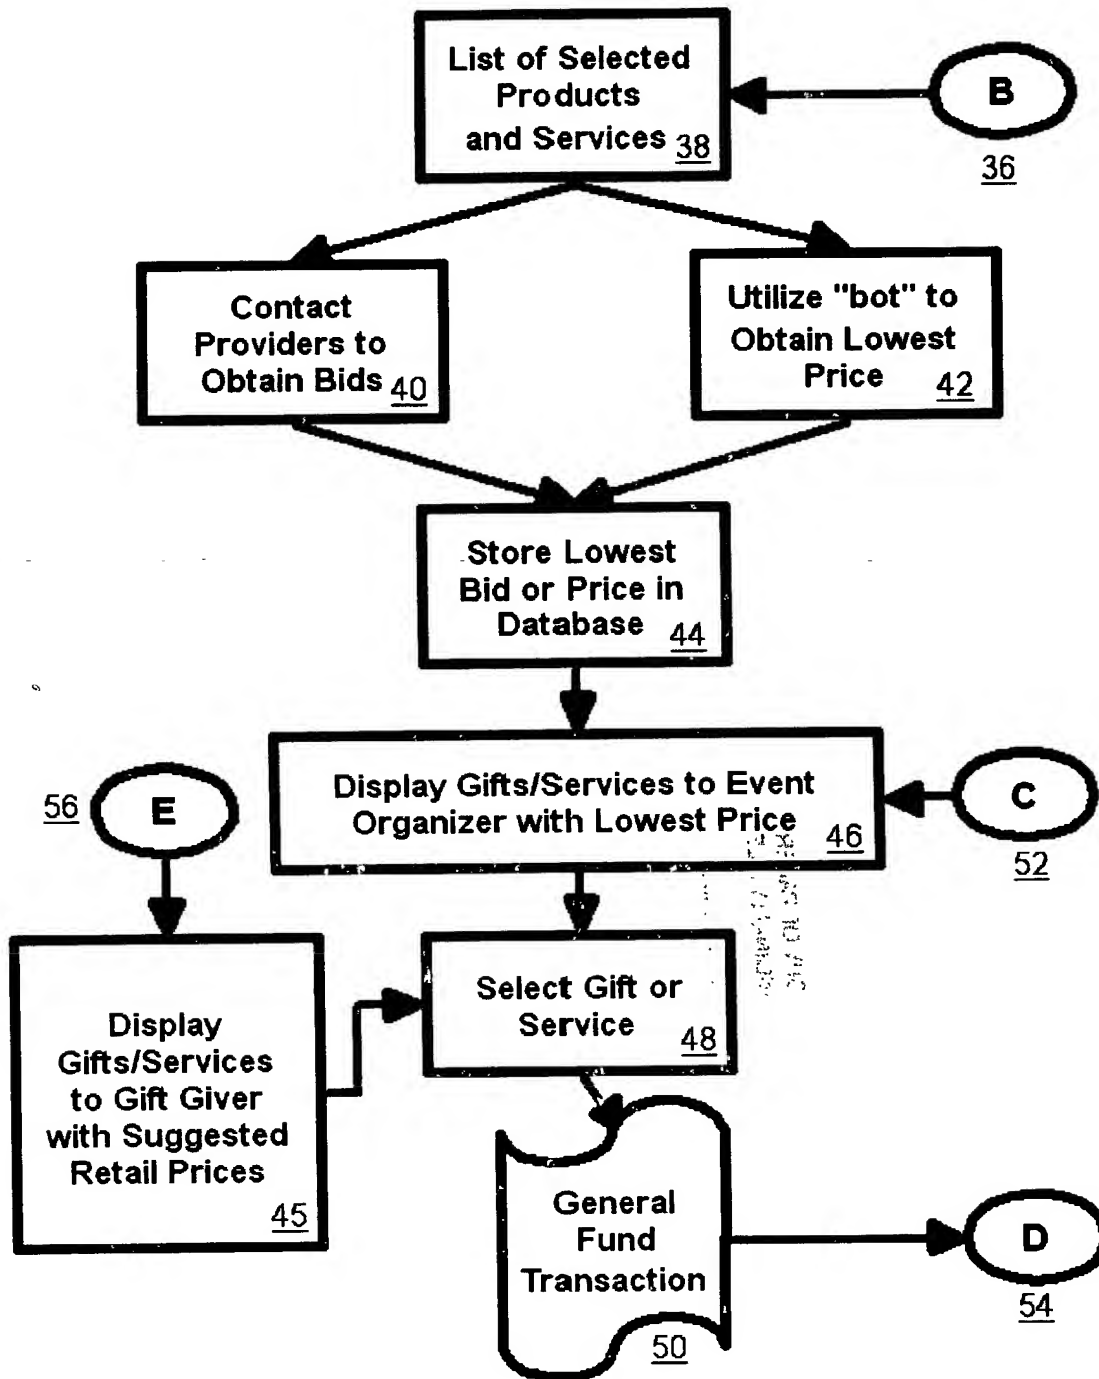 List of Selected
Products
and Services 38
B
36
Contact
Providers to
Obtain Bids 40
Utilize "bot" to
Obtain Lowest
Price 42
Store Lowest
Bid or Price in
Database 44
Display Gifts/Services to Event
Organizer with Lowest Price 46
C
52
56
E
Display
Gifts/Services
to Gift Giver
with Suggested
Retail Prices
45
Select Gift or
Service 48
General
Fund
Transaction
50
D
54